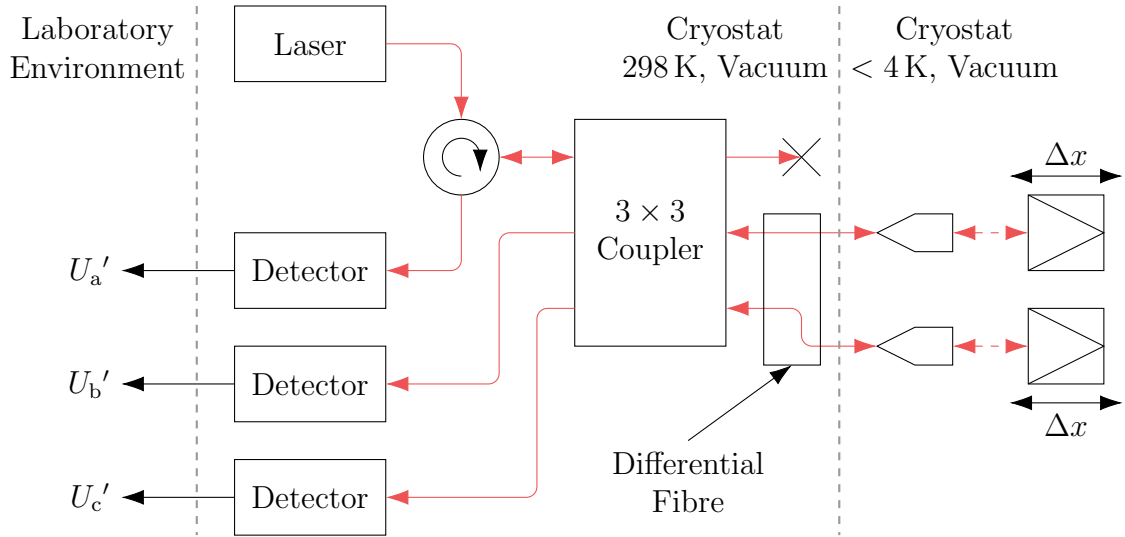 Laboratory
Environment
Laser
Cryostat
298 K, Vacuum
Cryostat
< 4 K, Vacuum
Δx
3 × 3
Coupler
Uₐ′
Detector
U_b′
Detector
Δx
Differential
Fibre
U_c′
Detector